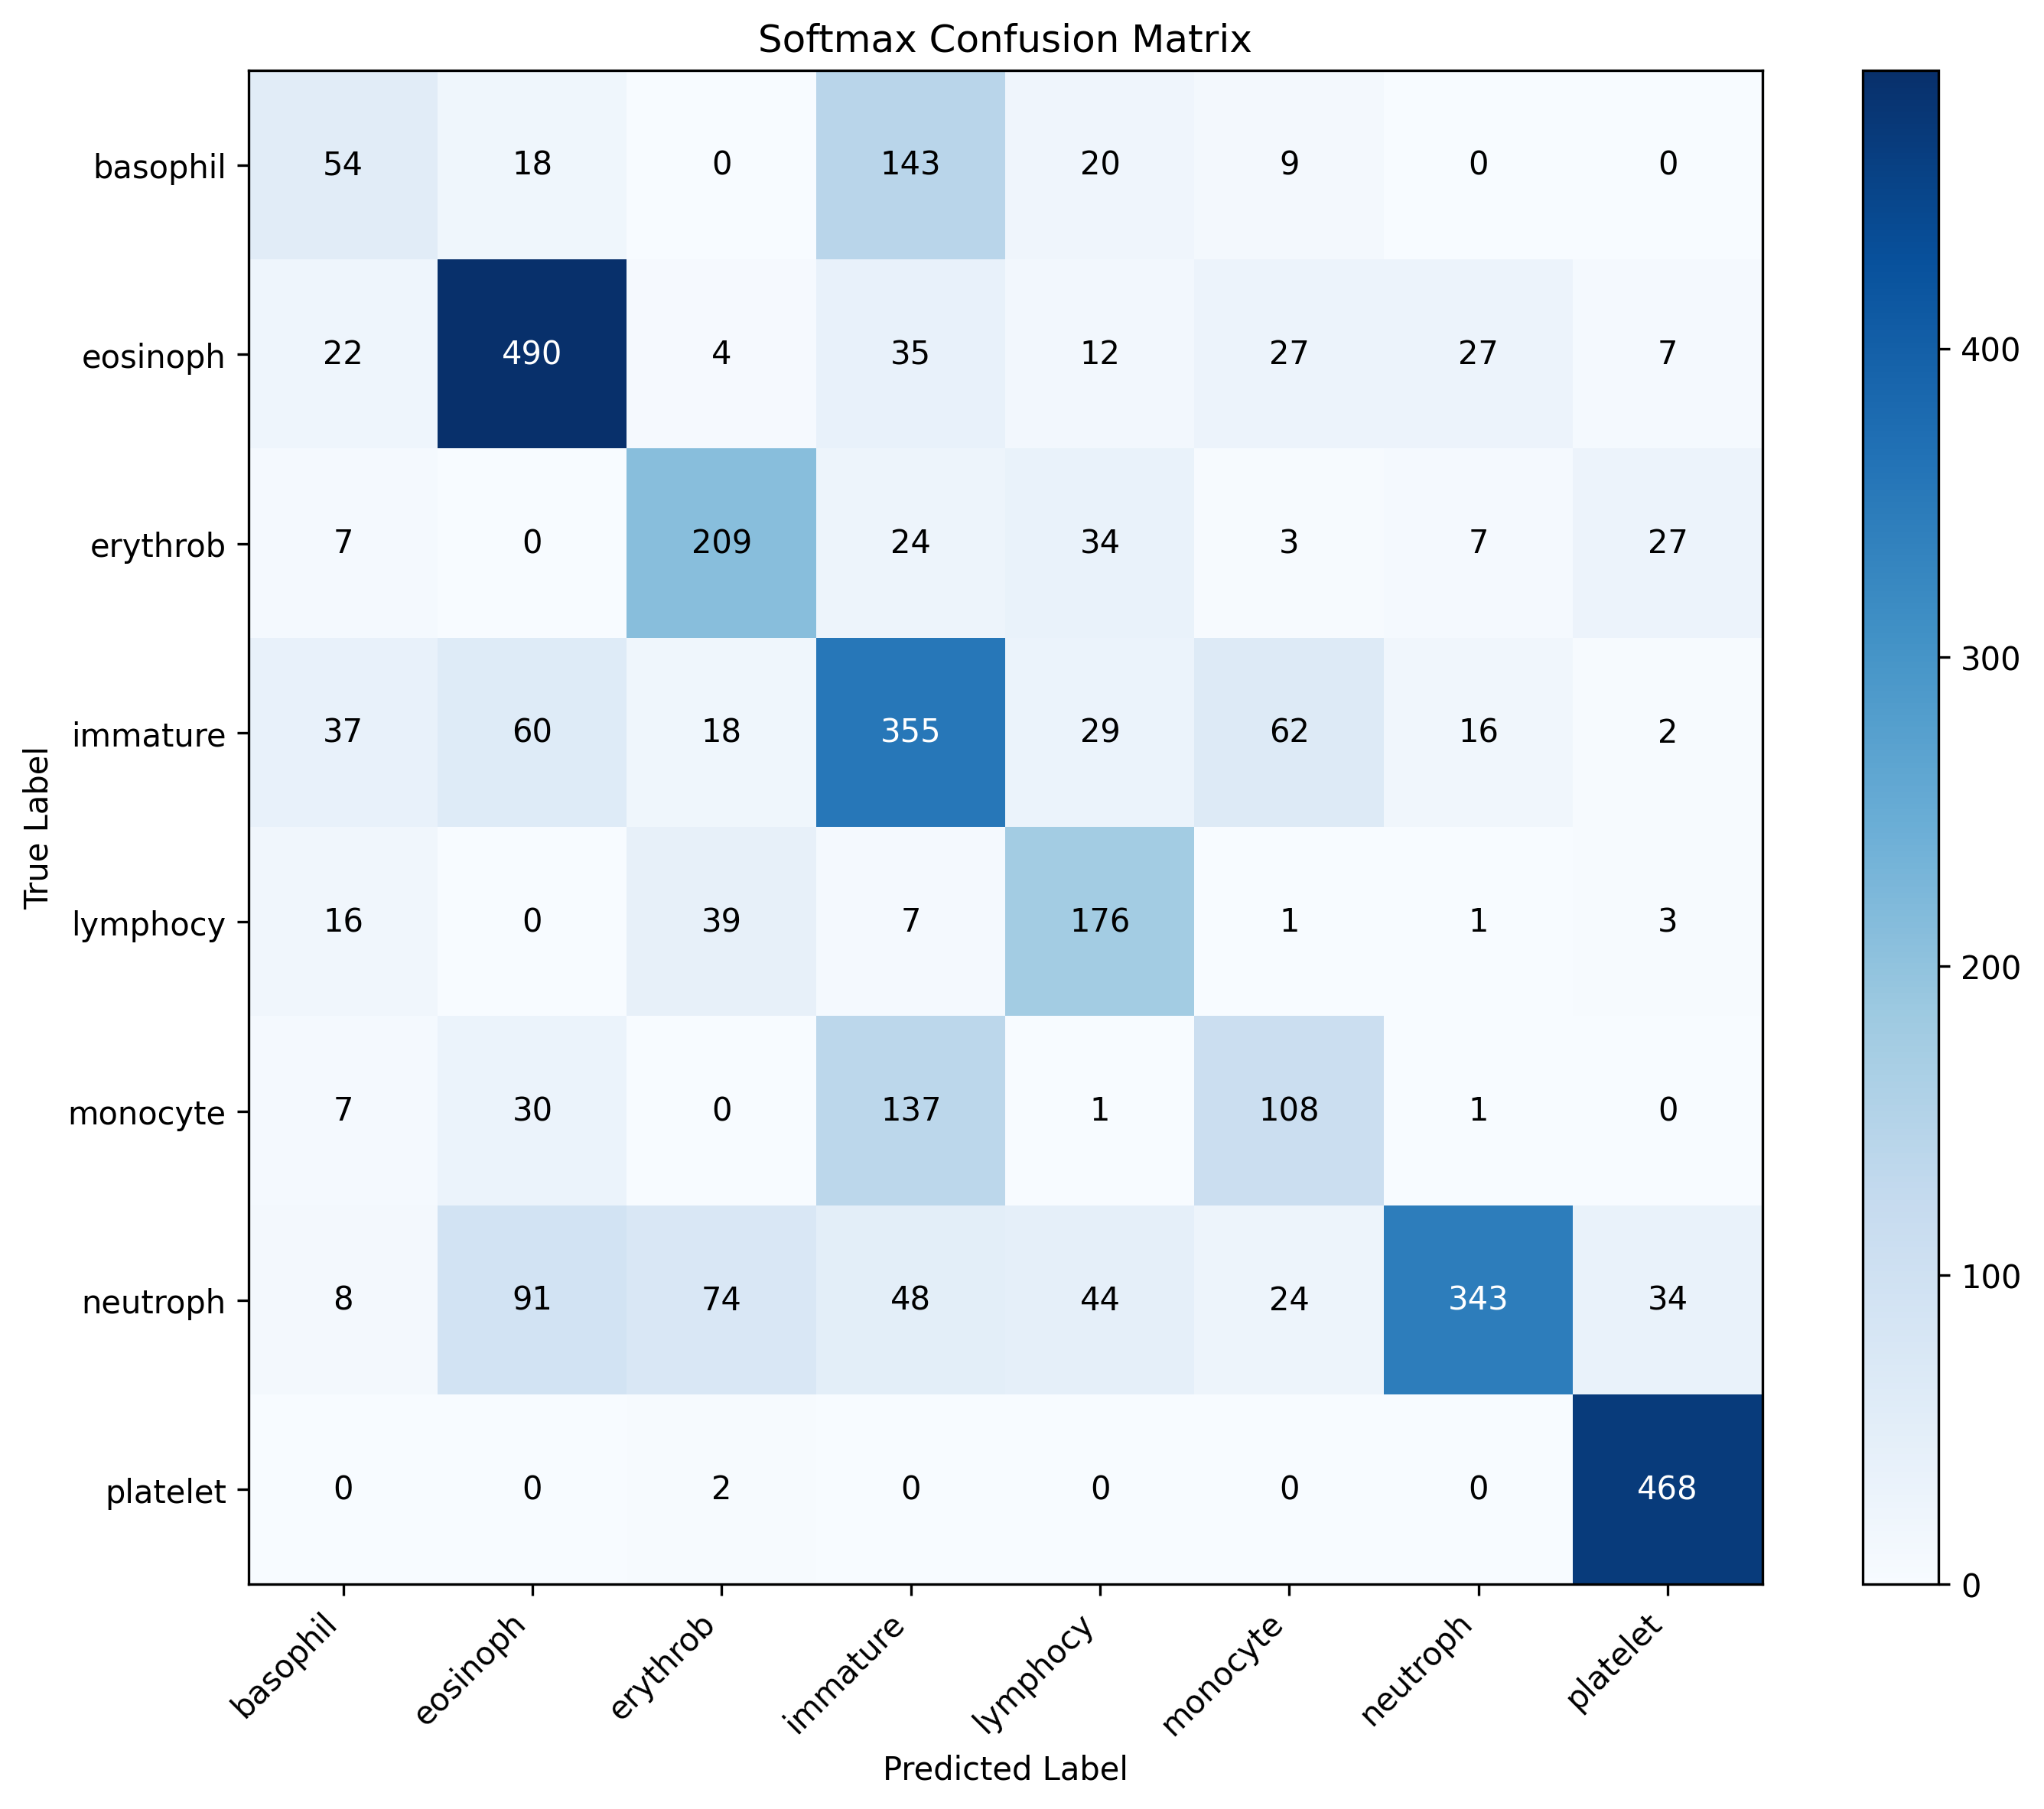 Softmax Confusion Matrix
True Label
basophil 54 18 0 143 20 9 0 0
eosinoph 22 490 4 35 12 27 27 7
erythrob 7 0 209 24 34 3 7 27
immature 37 60 18 355 29 62 16 2
lymphocy 16 0 39 7 176 1 1 3
monocyte 7 30 0 137 1 108 1 0
neutroph 8 91 74 48 44 24 343 34
platelet 0 0 2 0 0 0 0 468
basophil eosinoph erythrob immature lymphocy monocyte neutroph platelet
Predicted Label
400
300
200
100
0